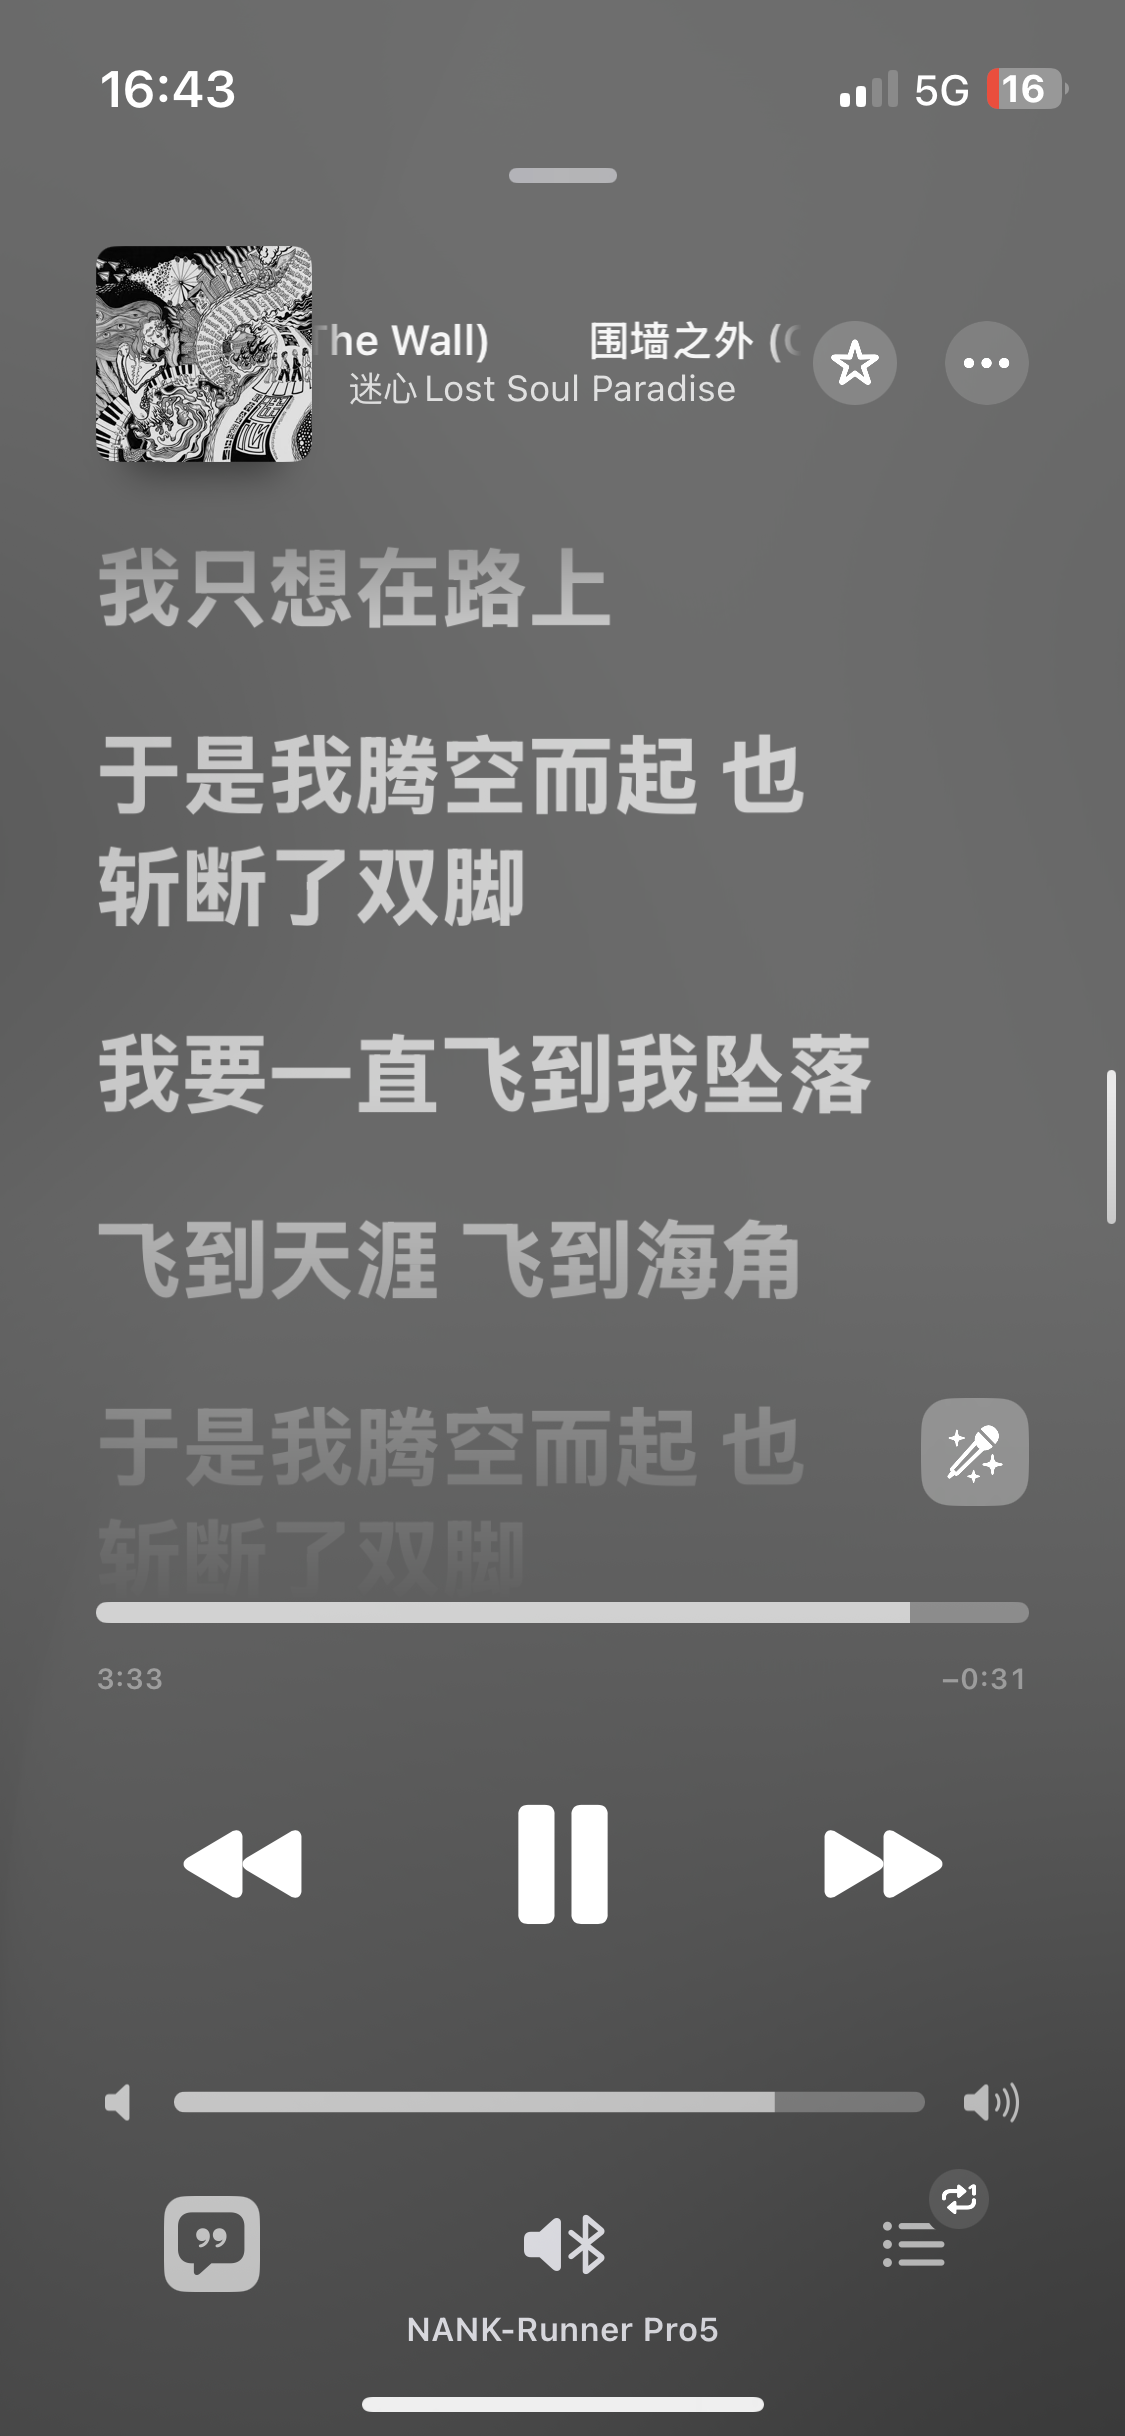 16:43
5G 16
The Wall) 围墙之外 (
迷心 Lost Soul Paradise
我只想在路上
于是我腾空而起 也
斩断了双脚
我要一直飞到我坠落
飞到天涯 飞到海角
于是我腾空而起 也
斩断了双脚
3:33
–0:31
NANK-Runner Pro5